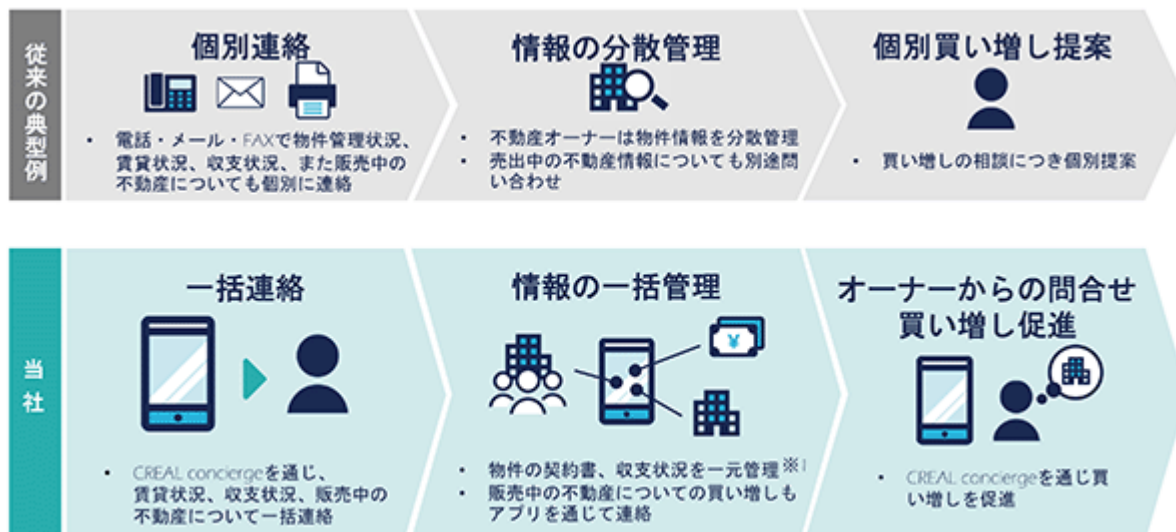 従来の典型例
個別連絡
・ 電話・メール・FAXで物件管理状況、
賃貸状況、収支状況、また販売中の
不動産についても個別に連絡
情報の分散管理
・ 不動産オーナーは物件情報を分散管理
・ 売出中の不動産情報についても別途問
い合わせ
個別買い増し提案
・ 買い増しの相談につき個別提案
当社
一括連絡
・ CREAL conciergeを通じ、
賃貸状況、収支状況、販売中の
不動産について一括連絡
情報の一括管理
¥
・ 物件の契約書、収支状況を一元管理※1
・ 販売中の不動産についての買い増しも
アプリを通じて連絡
オーナーからの問合せ
買い増し促進
・ CREAL conciergeを通じ買
い増しを促進